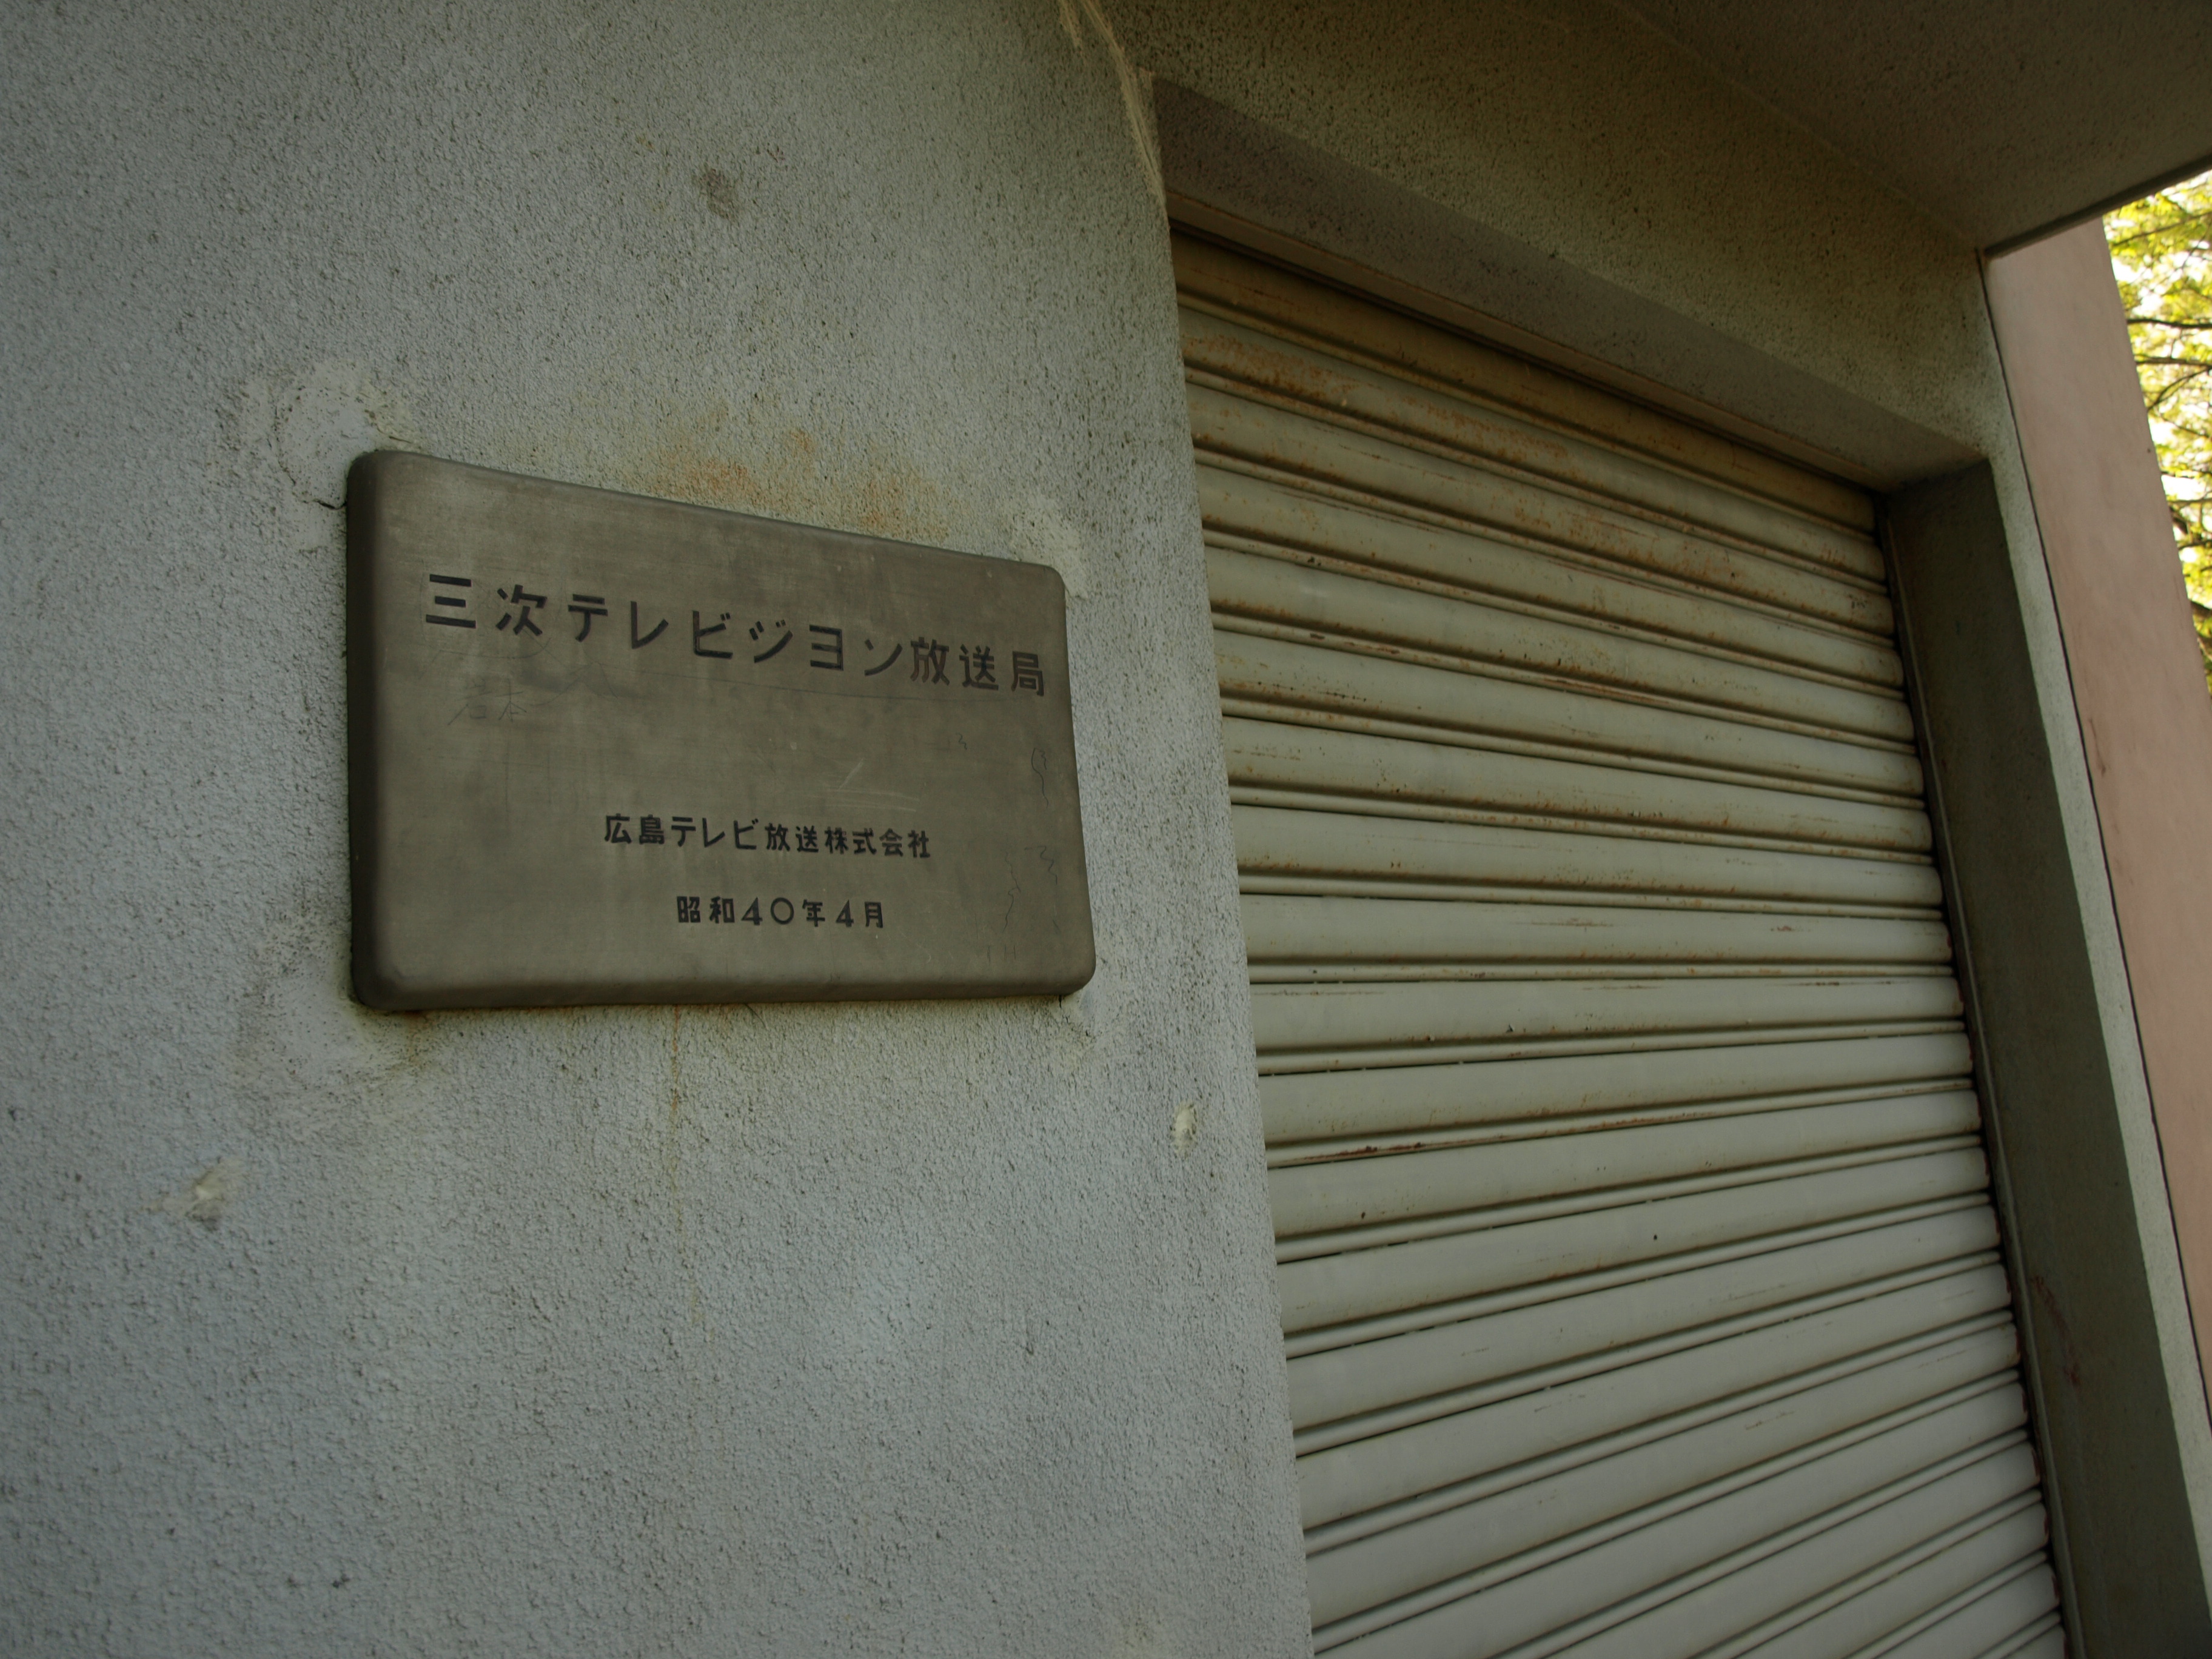 三次テレビジヨン放送局
広島テレビ放送株式会社
昭和40年4月